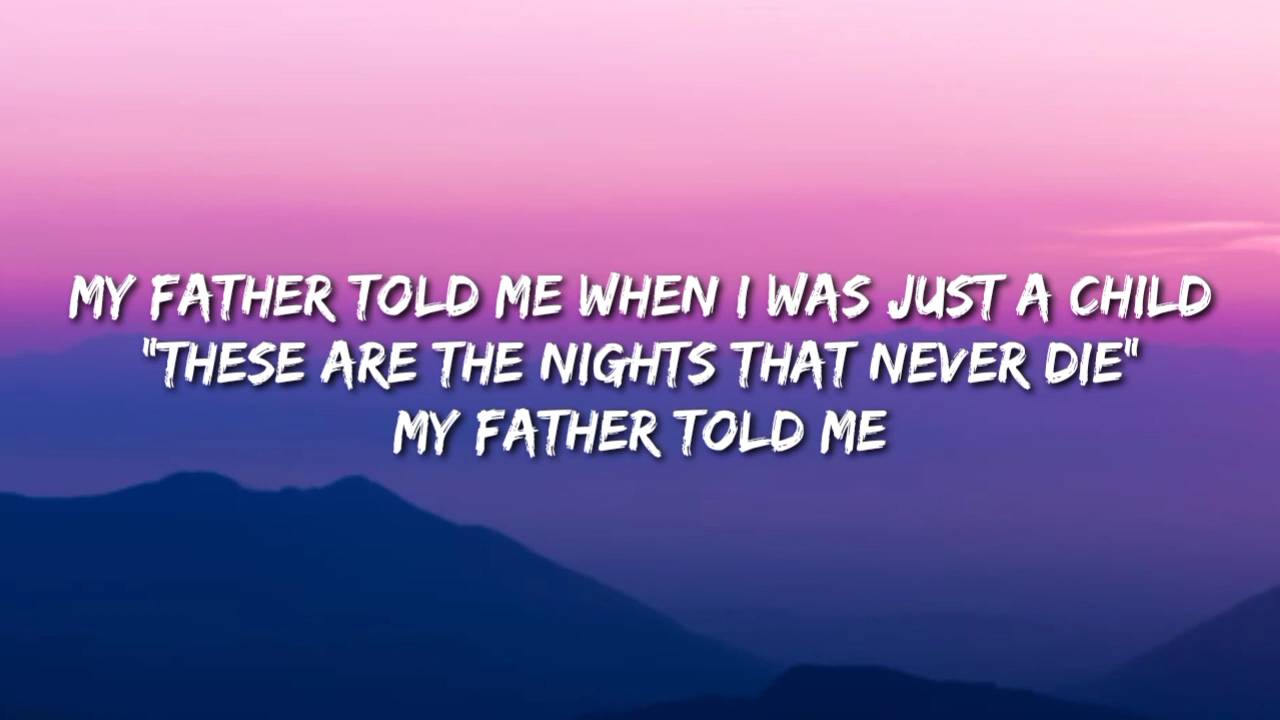 MY FATHER TOLD ME WHEN I WAS JUST A CHILD
"THESE ARE THE NIGHTS THAT NEVER DIE"
MY FATHER TOLD ME